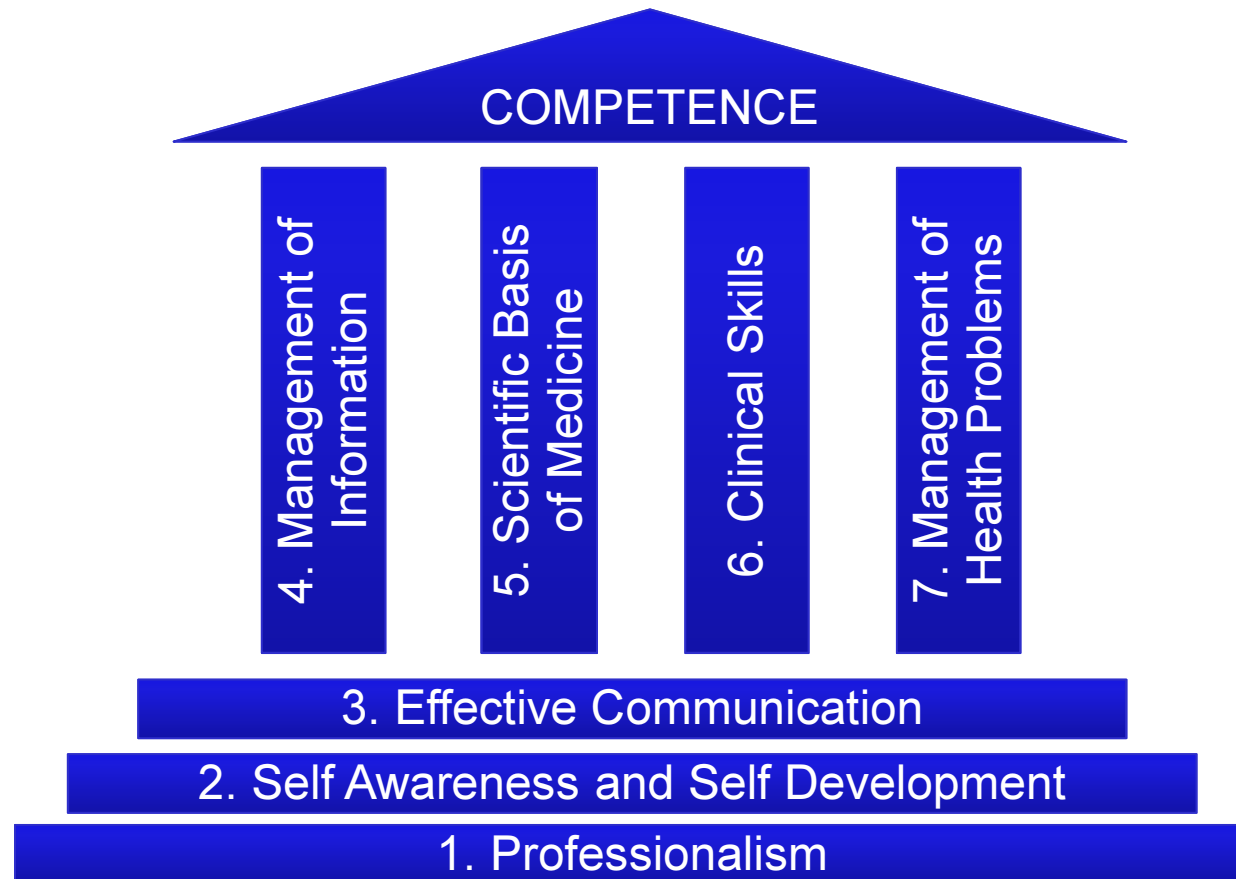 COMPETENCE
4. Management of
Information
5. Scientific Basis
of Medicine
6. Clinical Skills
7. Management of
Health Problems
3. Effective Communication
2. Self Awareness and Self Development
1. Professionalism